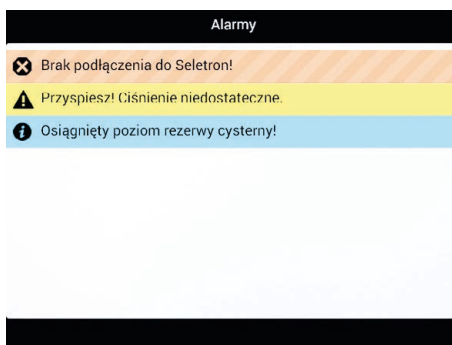 Alarmy
Brak podłączenia do Seletron!
Przyspiesz! Ciśnienie niedostateczne.
Osiągnięty poziom rezerwy cysterny!